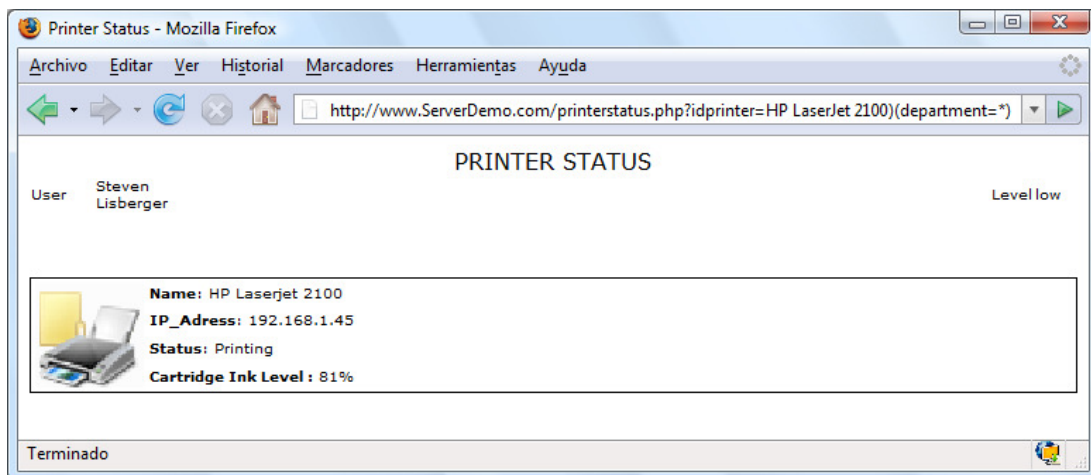 Printer Status - Mozilla Firefox
Archivo Editar Ver Historial Marcadores Herramientas Ayuda
http://www.ServerDemo.com/printerstatus.php?idprinter=HP LaserJet 2100)(department=*)
PRINTER STATUS
User Steven Lisberger
Level low
Name: HP Laserjet 2100
IP_Adress: 192.168.1.45
Status: Printing
Cartridge Ink Level : 81%
Terminado